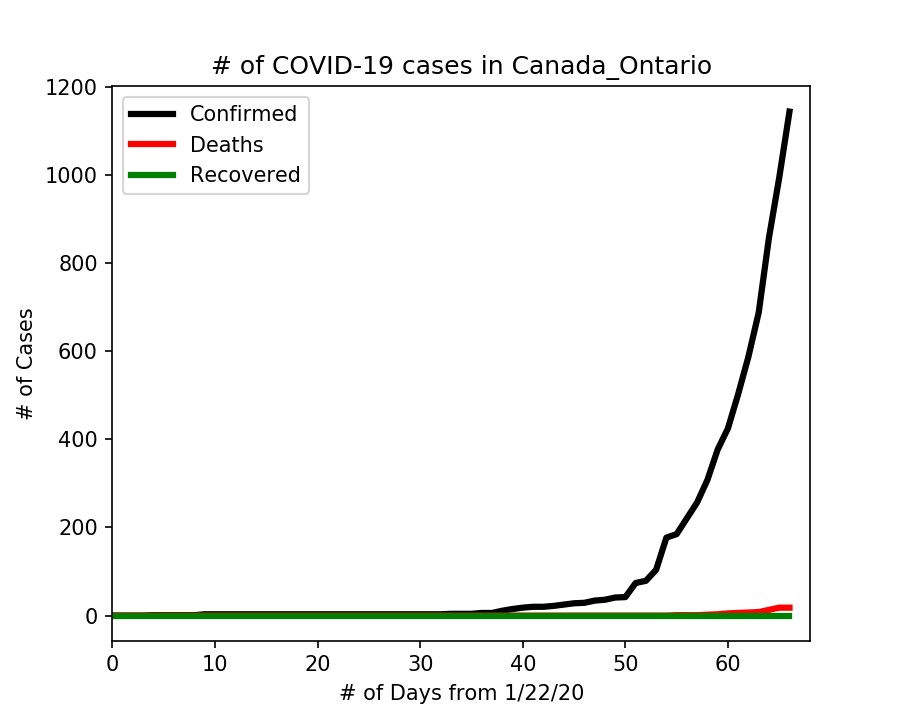 # of COVID-19 cases in Canada_Ontario
1200
1000
800
600
400
200
0
# of Cases
Confirmed
Deaths
Recovered
0 10 20 30 40 50 60
# of Days from 1/22/20